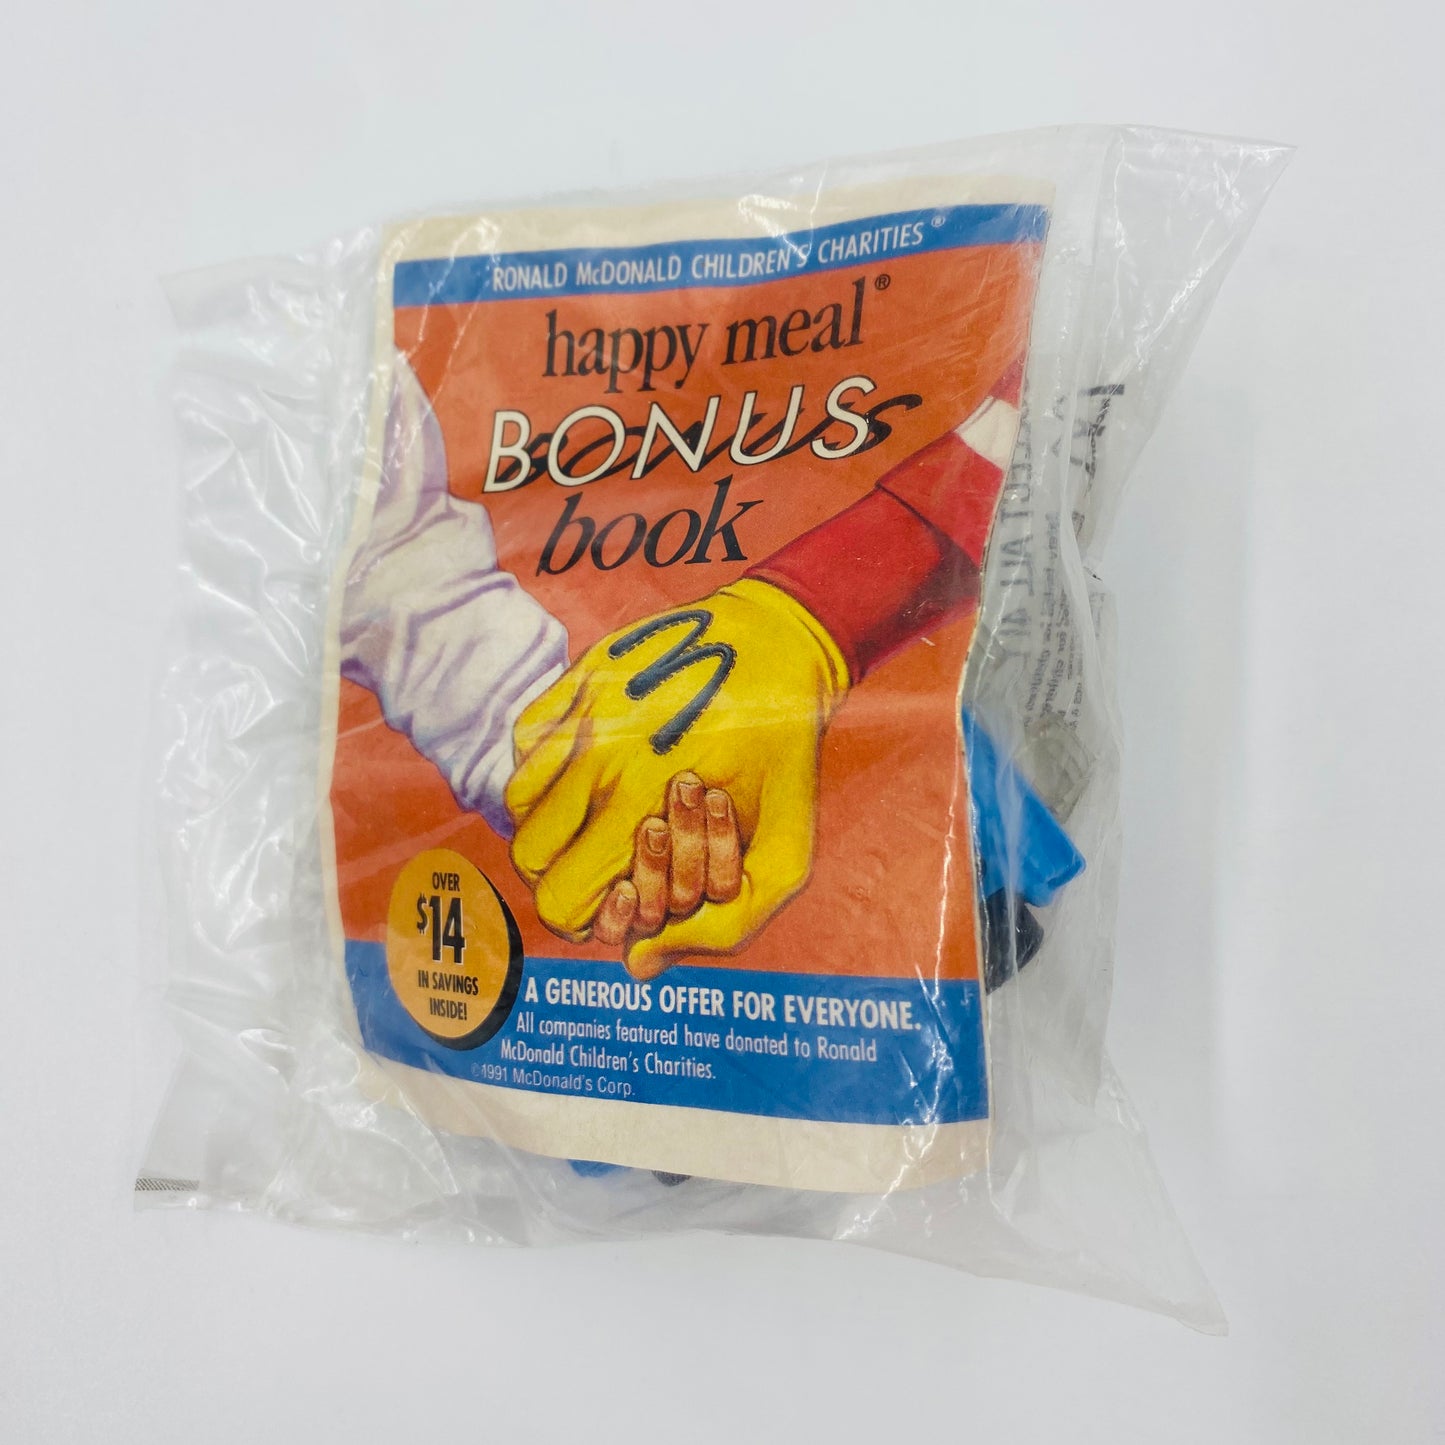 RONALD McDONALD CHILDREN'S CHARITIES®
happy meal®
BONUS
book
OVER
$14
IN SAVINGS
INSIDE!
A GENEROUS OFFER FOR EVERYONE.
All companies featured have donated to Ronald
McDonald Children's Charities.
©1991 McDonald's Corp.